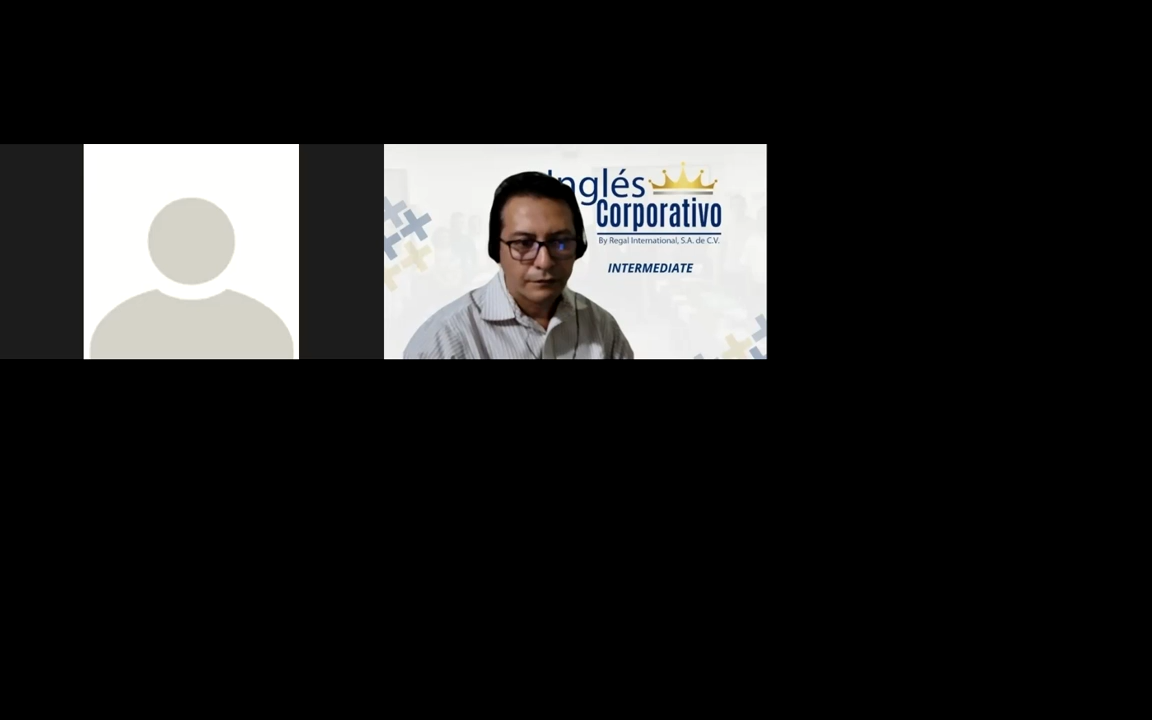 Inglés
Corporativo
By Regal International, S.A. de C.V.
INTERMEDIATE